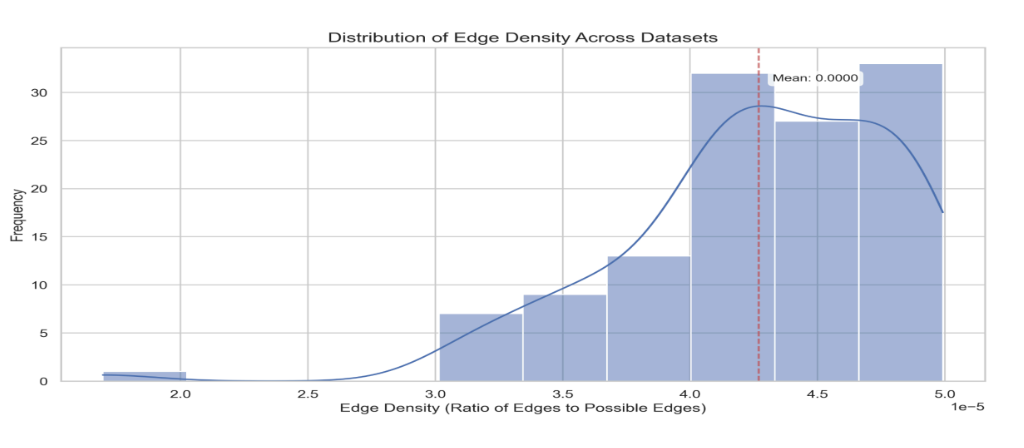 Distribution of Edge Density Across Datasets
Mean: 0.0000
Frequency
30
25
20
15
10
5
0
2.0 2.5 3.0 3.5 4.0 4.5 5.0
1e−5
Edge Density (Ratio of Edges to Possible Edges)